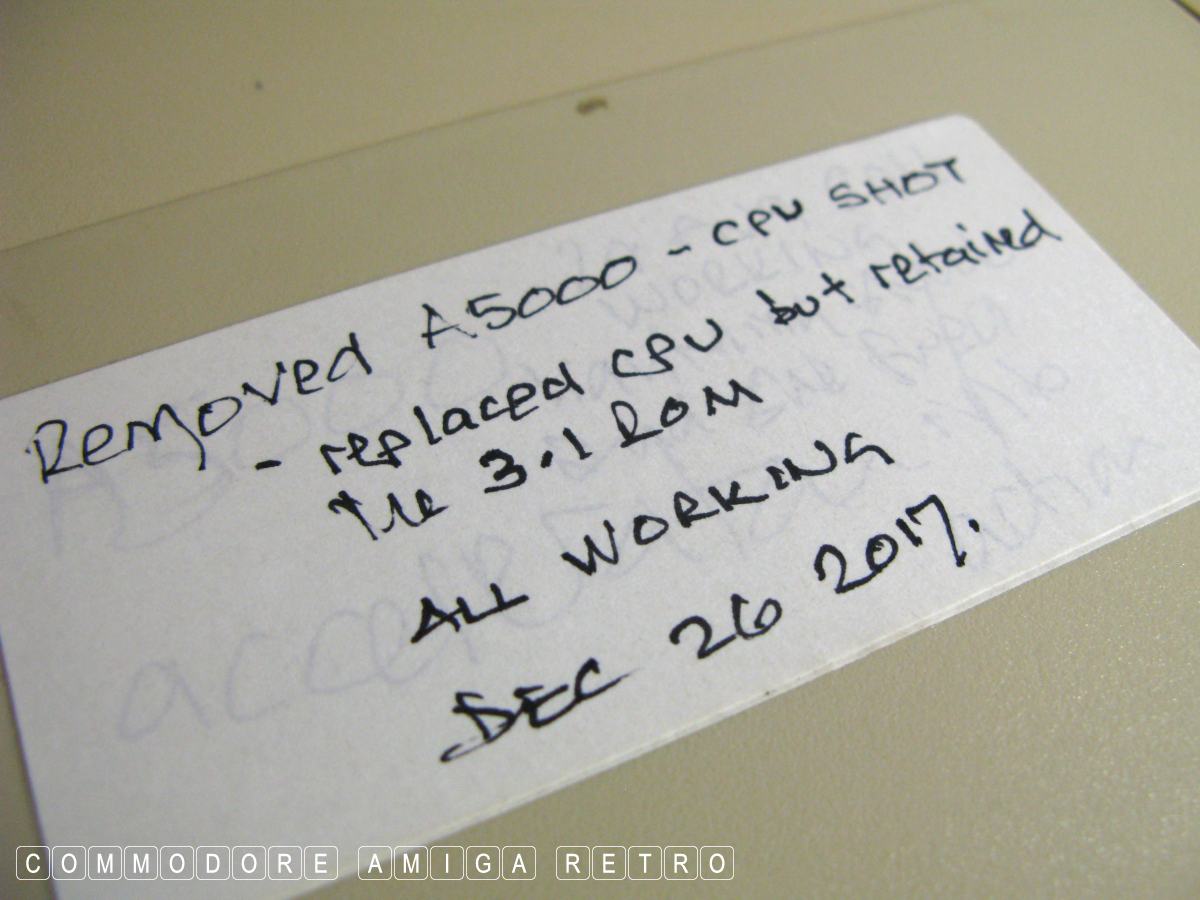 Removed A5000 - CPU SHOT
- replaced CPU but retained
the 3.1 ROM
ALL WORKING
DEC 26 2017.
COMMODORE AMIGA RETRO